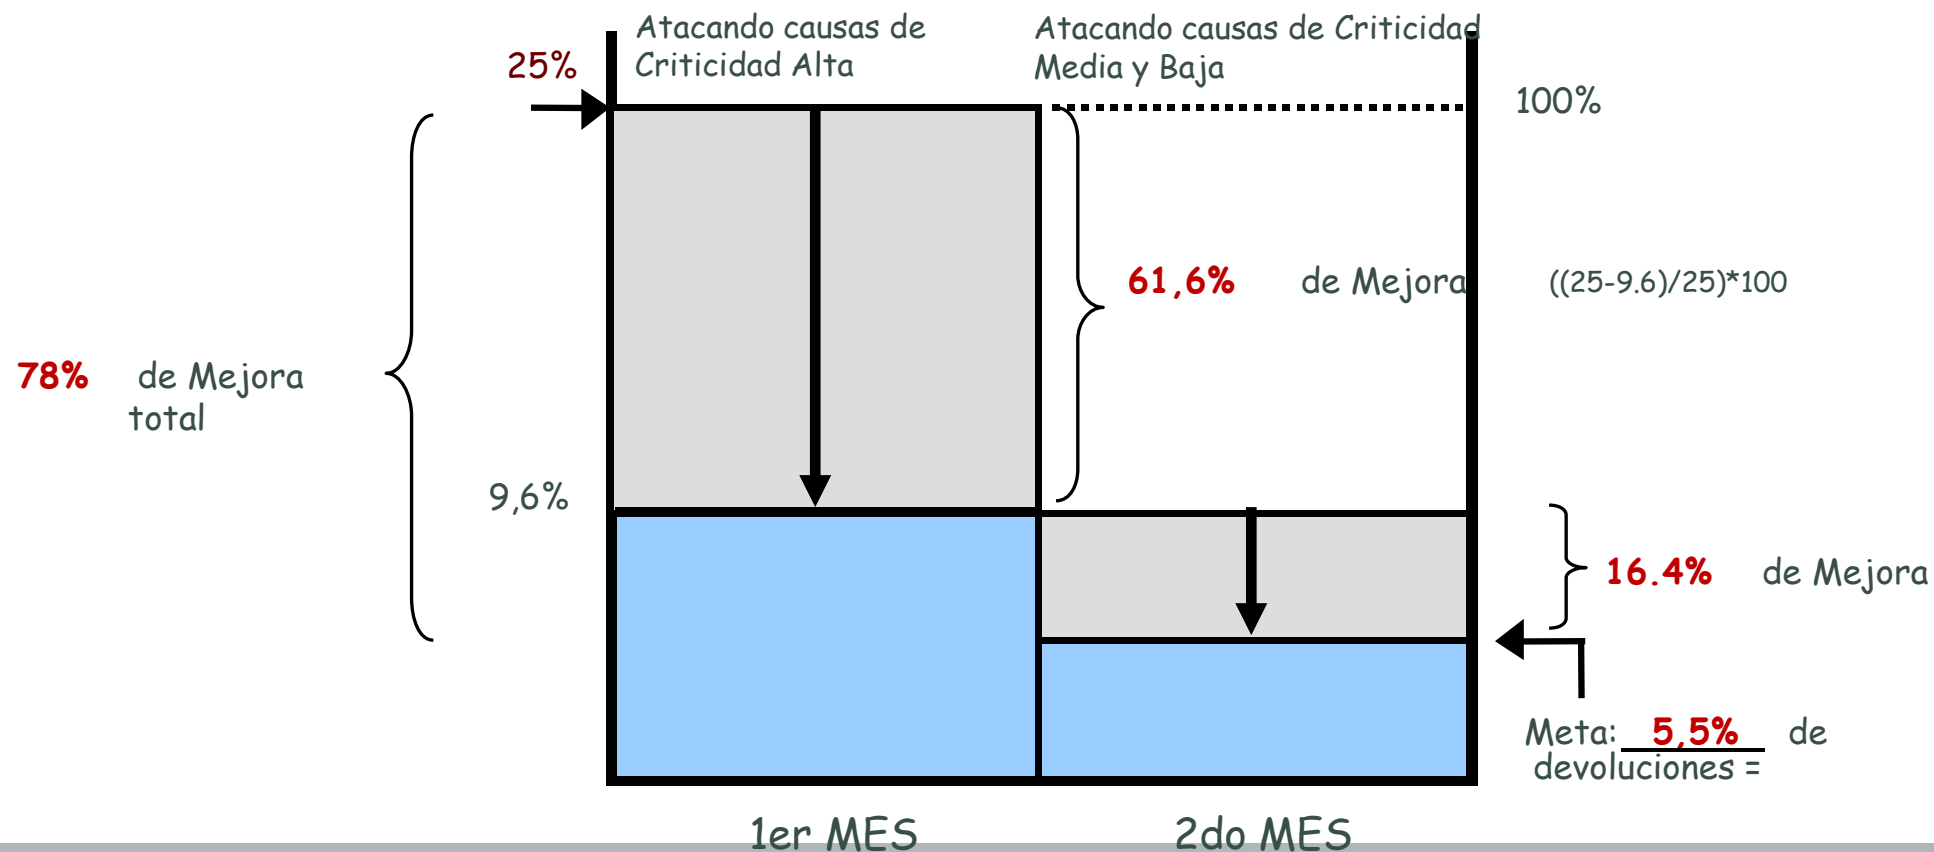 Atacando causas de
Criticidad Alta
Atacando causas de Criticidad
Media y Baja
25%
100%
61,6% de Mejora
((25-9.6)/25)*100
78% de Mejora
total
9,6%
16.4% de Mejora
Meta: 5,5% de
devoluciones =
1er MES
2do MES